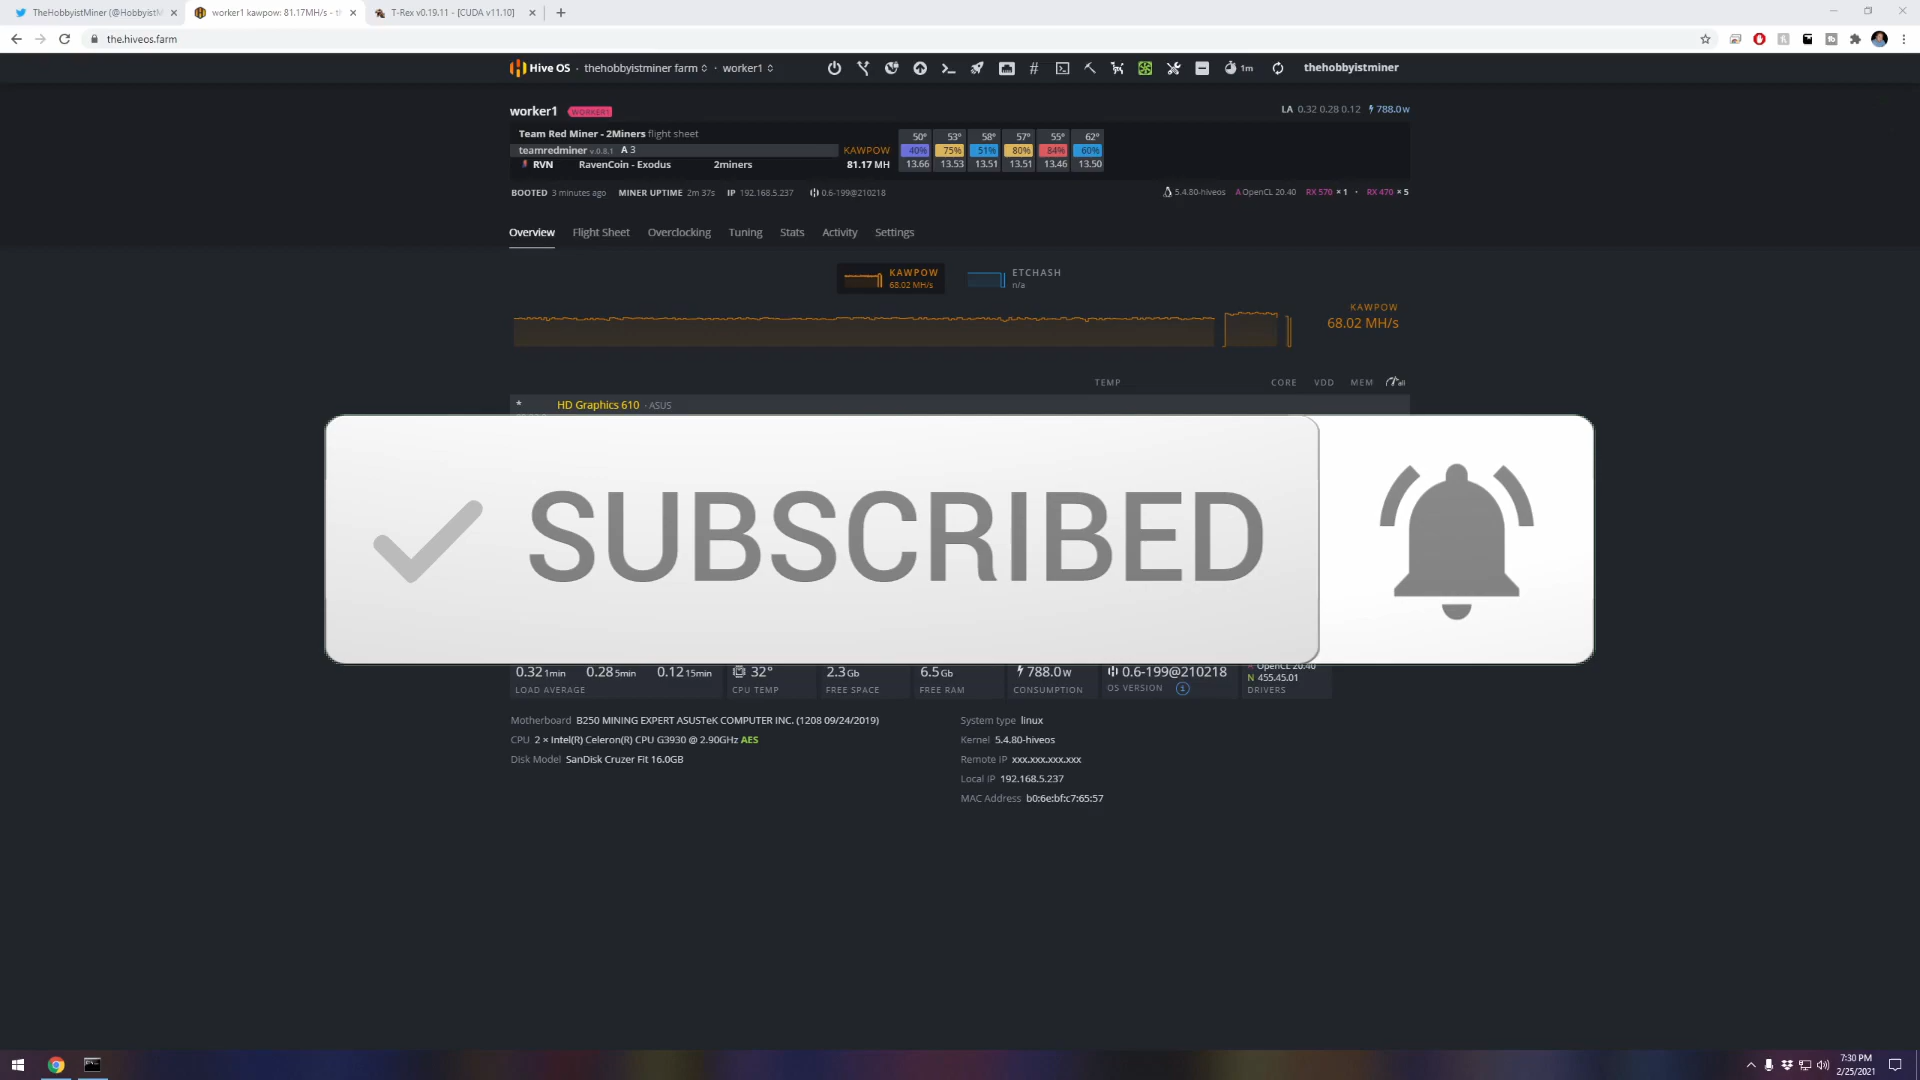 TheHobbyistMiner (@HobbyistM
worker1 kawpow: 81.17MH/s - th
T-Rex v0.19.11 - [CUDA v11.10]
the.hiveos.farm
Hive OS · thehobbyistminer farm · worker1
1m
thehobbyistminer
worker1 WORKER1
LA 0.32 0.28 0.12 788.0 w
Team Red Miner - 2Miners flight sheet
50° 53° 58° 57° 55° 62°
teamredminer v.0.8.1 A 3 KAWPOW 40% 75% 51% 80% 84% 60%
RVN RavenCoin - Exodus 2miners 81.17 MH 13.66 13.53 13.51 13.51 13.46 13.50
BOOTED 3 minutes ago MINER UPTIME 2m 37s IP 192.168.5.237 0.6-199@210218
5.4.80-hiveos A OpenCL 20.40 RX 570 × 1 · RX 470 × 5
Overview Flight Sheet Overclocking Tuning Stats Activity Settings
KAWPOW
68.02 MH/s
ETCHASH
n/a
KAWPOW
68.02 MH/s
TEMP CORE VDD MEM all
* HD Graphics 610 · ASUS
SUBSCRIBED
0.32 1min 0.28 5min 0.12 15min
LOAD AVERAGE
32°
CPU TEMP
2.3 Gb
FREE SPACE
6.5 Gb
FREE RAM
788.0 w
CONSUMPTION
0.6-199@210218
OS VERSION
OpenCL 20.40
N 455.45.01
DRIVERS
Motherboard B250 MINING EXPERT ASUSTeK COMPUTER INC. (1208 09/24/2019)
CPU 2 × Intel(R) Celeron(R) CPU G3930 @ 2.90GHz AES
Disk Model SanDisk Cruzer Fit 16.0GB
System type linux
Kernel 5.4.80-hiveos
Remote IP xxx.xxx.xxx.xxx
Local IP 192.168.5.237
MAC Address b0:6e:bf:c7:65:57
7:30 PM
2/25/2021